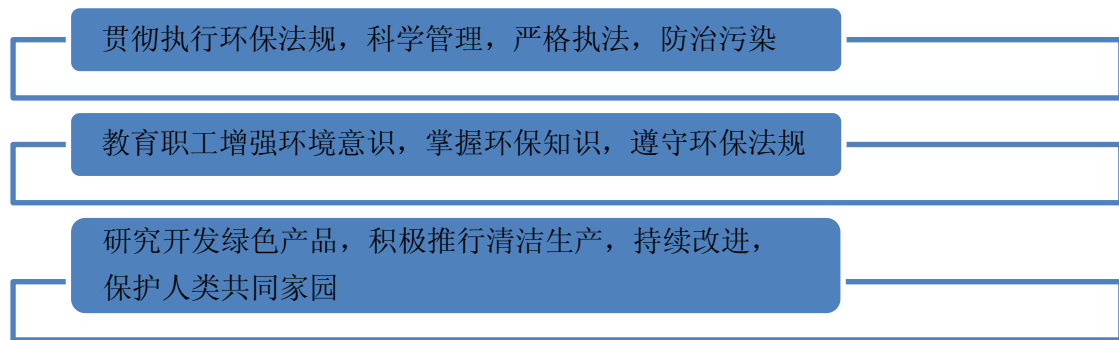 贯彻执行环保法规，科学管理，严格执法，防治污染
教育职工增强环境意识，掌握环保知识，遵守环保法规
研究开发绿色产品，积极推行清洁生产，持续改进，
保护人类共同家园